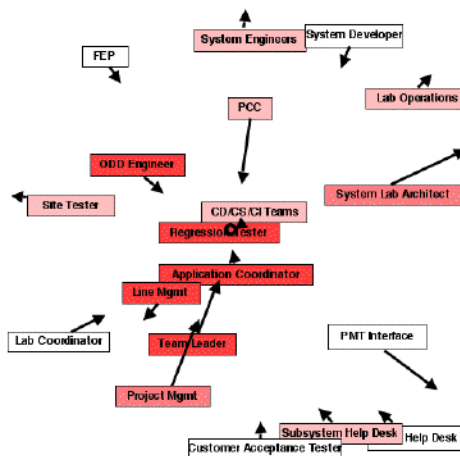 System Engineers
System Developer
FEP
Lab Operations
PCC
ODD Engineer
System Lab Architect
Site Tester
CD/CS/CI Teams
Regression Tester
Application Coordinator
Line Mgmt
Lab Coordinator
Team Leader
PMT Interface
Project Mgmt
Subsystem Help Desk
Help Desk
Customer Acceptance Tester